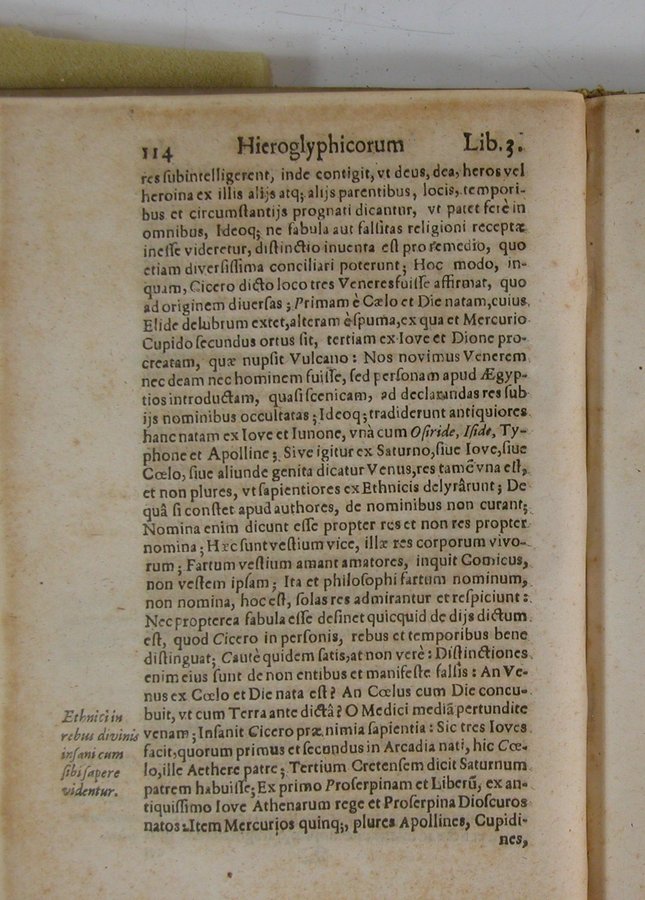 114 Hieroglyphicorum Lib. 3.
res subintelligerent, inde contigit, vt deus, dea, heros vel
heroina ex illis alijs atq; alijs parentibus, locis, tempori-
bus et circumstantijs prognati dicantur, vt patet ferè in
omnibus, Ideoq; ne fabula aut falsitas religioni receptæ
inesse videretur, distinctio inuenta est pro remedio, quo
etiam diversissima conciliari poterunt; Hoc modo, in-
quam, Cicero dicto loco tres Veneres fuisse affirmat, quo
ad originem diuersas; Primam è Cœlo et Die natam, cuius
Elide delubrum extet, alteram è spuma, ex qua et Mercurio
Cupido secundus ortus sit, tertiam ex Iove et Dione pro-
creatam, quæ nupsit Vulcano: Nos novimus Venerem
nec deam nec hominem fuisse, sed personam apud Ægyp-
tios introductam, quasi scenicam, ad declarandas res sub
ijs nominibus occultatas; Ideoq; tradiderunt antiquiores
hanc natam ex Iove et Iunone, vnà cum Osiride, Iside, Ty-
phone et Apolline; Sive igitur ex Saturno, siue Iove, siue
Cœlo, siue aliunde genita dicatur Venus, res tamẽ vna est,
et non plures, vt sapientiores ex Ethnicis delyrârunt; De
quâ si constet apud authores, de nominibus non curant;
Nomina enim dicunt esse propter res et non res propter
nomina; Hæc sunt vestium vice, illæ res corporum vivo-
rum; Fartum vestium amant amatores, inquit Comicus,
non vestem ipsam; Ita et philosophi fartum nominum,
non nomina, hoc est, solas res admirantur et respiciunt:
Nec propterea fabula esse desinet quicquid de dijs dictum
est, quod Cicero in personis, rebus et temporibus bene
distinguat; Cautè quidem satis, at non verè: Distinctiones
enim eius sunt de non entibus et manifeste falsis: An Ve-
nus ex Cœlo et Die nata est? An Cœlus cum Die concu-
buit, vt cum Terra ante dictâ? O Medici mediã pertundite
venam; Insanit Cicero præ nimia sapientia: Sic tres Ioves
facit, quorum primus et secundus in Arcadia nati, hic Cœ-
lo, ille Aethere patre; Tertium Cretensem dicit Saturnum
patrem habuisse; Ex primo Proserpinam et Liberũ, ex an-
tiquissimo Iove Athenarum rege et Proserpina Dioscuros
natos: Item Mercurios quinq;, plures Apollines, Cupidi-
nes,
Ethnici in
rebus divinis
insani cum
sibi sapere
videntur.